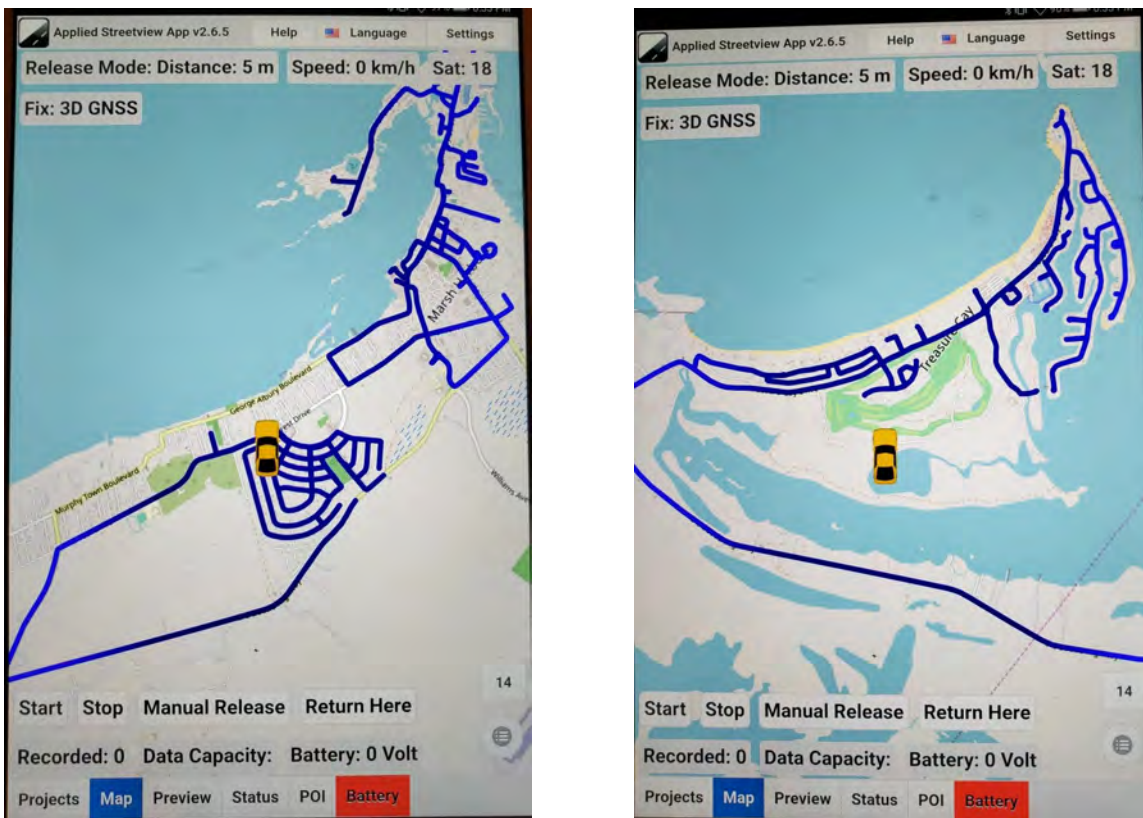 Applied Streetview App v2.6.5 Help Language Settings
Release Mode: Distance: 5 m Speed: 0 km/h Sat: 18
Fix: 3D GNSS
Marsh
George Albury Boulevard
Drive
Murphy Town Boulevard
Williams
14
Start Stop Manual Release Return Here
Recorded: 0 Data Capacity: Battery: 0 Volt
Projects Map Preview Status POI Battery
Applied Streetview App v2.6.5 Help Language Settings
Release Mode: Distance: 5 m Speed: 0 km/h Sat: 18
Fix: 3D GNSS
Treasure Cay
14
Start Stop Manual Release Return Here
Recorded: 0 Data Capacity: Battery: 0 Volt
Projects Map Preview Status POI Battery